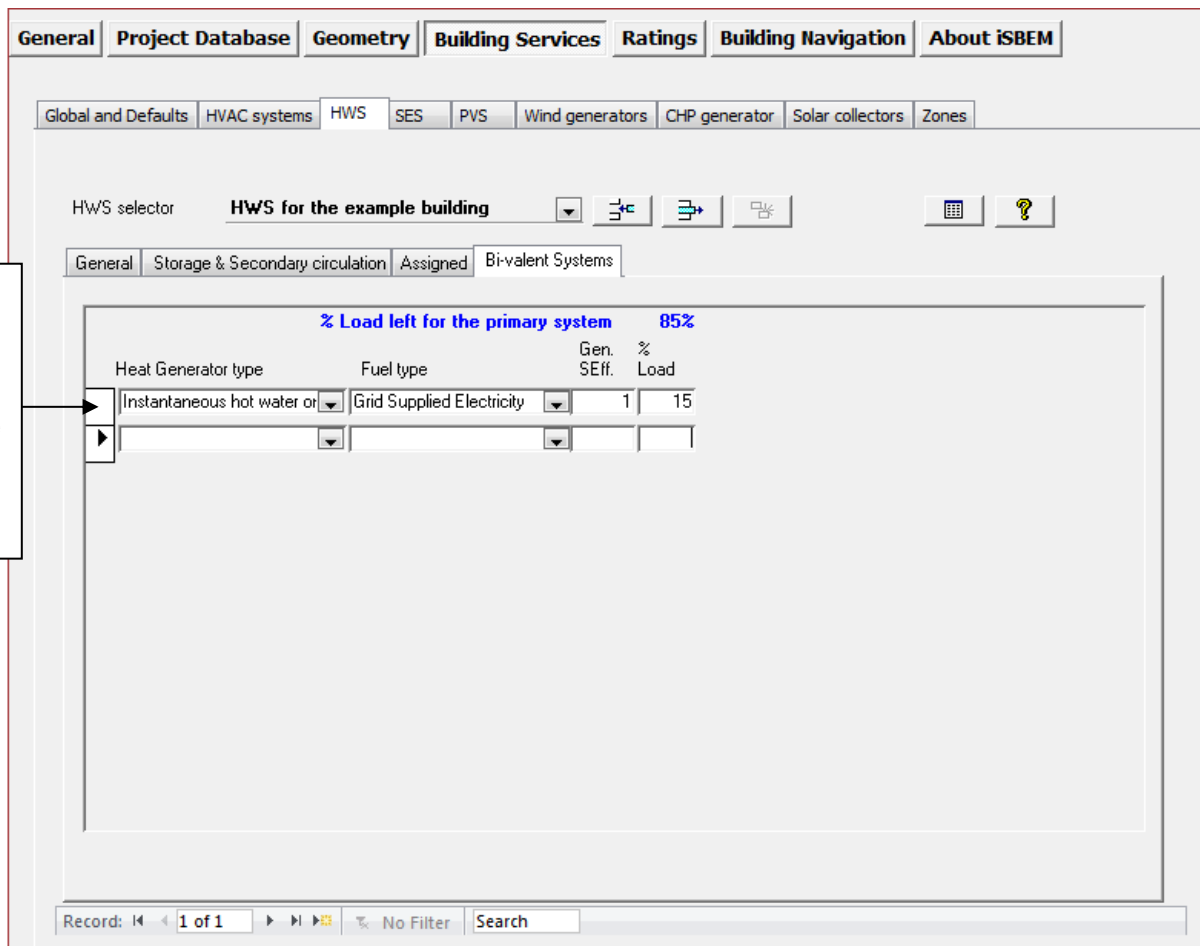 General Project Database Geometry Building Services Ratings Building Navigation About iSBEM
Global and Defaults HVAC systems HWS SES PVS Wind generators CHP generator Solar collectors Zones
HWS selector HWS for the example building
General Storage & Secondary circulation Assigned Bi-valent Systems
% Load left for the primary system 85%
Gen. %
Heat Generator type Fuel type SEff. Load
Instantaneous hot water or Grid Supplied Electricity 1 15
Record: 1 of 1 No Filter Search